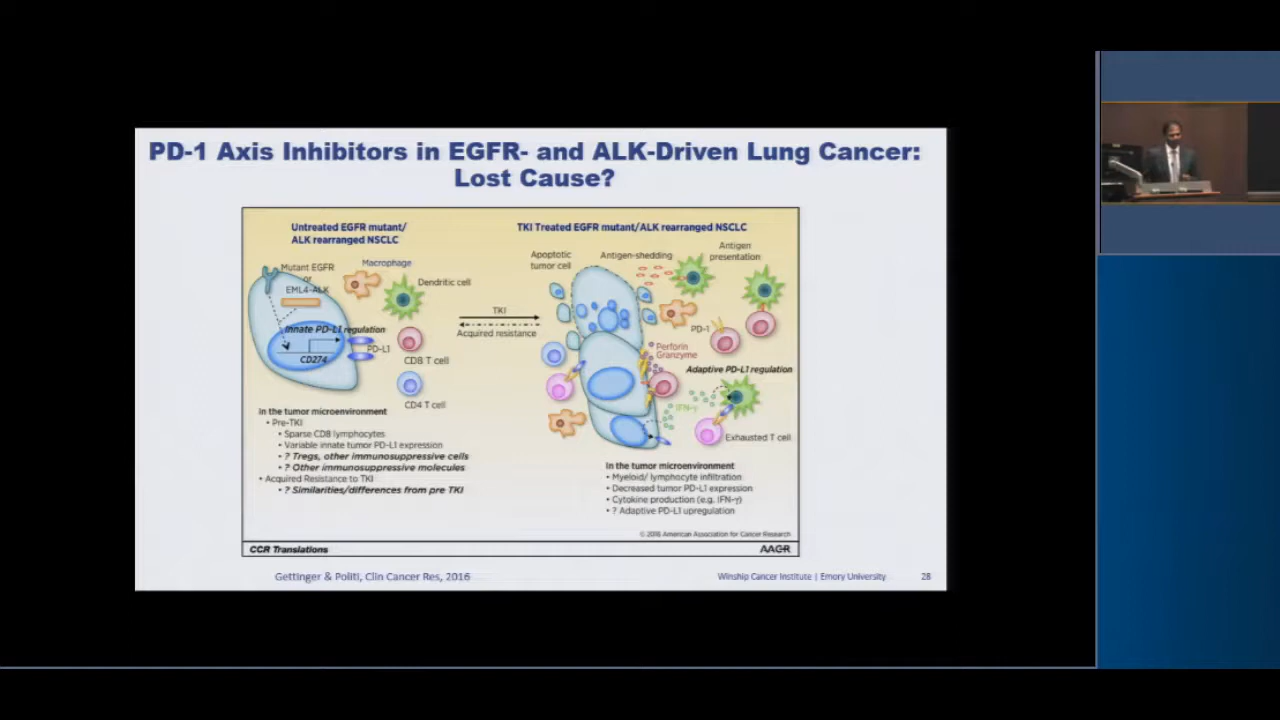 PD-1 Axis Inhibitors in EGFR- and ALK-Driven Lung Cancer:
Lost Cause?
Untreated EGFR mutant/
ALK rearranged NSCLC
Mutant EGFR
or
EML4-ALK
Macrophage
Dendritic cell
Innate PD-L1 regulation
CD274
PD-L1
CD8 T cell
CD4 T cell
In the tumor microenvironment
• Pre-TKI
• Sparse CD8 lymphocytes
• Variable innate tumor PD-L1 expression
• ? Tregs, other immunosuppressive cells
• ? Other immunosuppressive molecules
• Acquired Resistance to TKI
• ? Similarities/differences from pre TKI
TKI
Acquired resistance
TKI Treated EGFR mutant/ALK rearranged NSCLC
Apoptotic
tumor cell
Antigen-shedding
Antigen
presentation
PD-1
Perforin
Granzyme
Adaptive PD-L1 regulation
IFN-γ
Exhausted T cell
In the tumor microenvironment
• Myeloid/ lymphocyte infiltration
• Decreased tumor PD-L1 expression
• Cytokine production (e.g. IFN-γ)
• ? Adaptive PD-L1 upregulation
© 2016 American Association for Cancer Research
CCR Translations
AACR
Gettinger & Politi, Clin Cancer Res, 2016
Winship Cancer Institute | Emory University
28